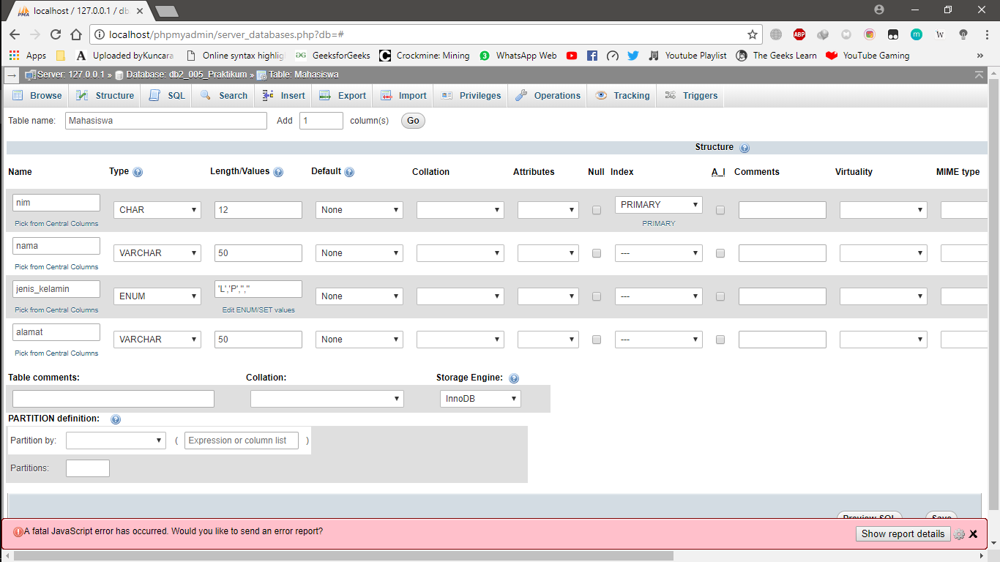 localhost / 127.0.0.1 / db
localhost/phpmyadmin/server_databases.php?db=#
Apps Uploaded byKuncara Online syntax highlig GeeksforGeeks Crockmine: Mining WhatsApp Web Youtube Playlist The Geeks Learn YouTube Gaming »
Server: 127.0.0.1 » Database: db2_005_Praktikum » Table: Mahasiswa
Browse Structure SQL Search Insert Export Import Privileges Operations Tracking Triggers
Table name: Mahasiswa Add 1 column(s) Go
Structure
Name Type Length/Values Default Collation Attributes Null Index A_I Comments Virtuality MIME type
nim CHAR 12 None PRIMARY
Pick from Central Columns PRIMARY
nama VARCHAR 50 None ---
Pick from Central Columns
jenis_kelamin ENUM 'L','P','','' None ---
Pick from Central Columns Edit ENUM/SET values
alamat VARCHAR 50 None ---
Pick from Central Columns
Table comments: Collation: Storage Engine:
InnoDB
PARTITION definition:
Partition by: ( Expression or column list )
Partitions:
Preview SQL Save
A fatal JavaScript error has occurred. Would you like to send an error report? Show report details